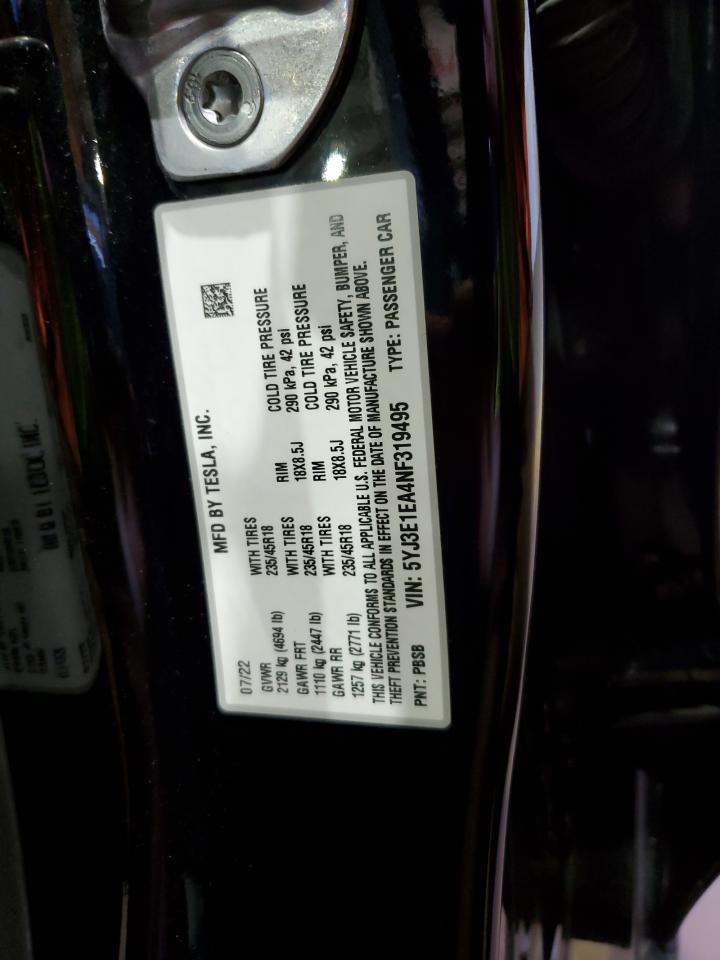 MFD BY TESLA, INC.
07/22
GVWR WITH TIRES RIM COLD TIRE PRESSURE
2129 kg (4694 lb) 235/45R18 18X8.5J 290 kPa, 42 psi
GAWR FRT WITH TIRES RIM COLD TIRE PRESSURE
1110 kg (2447 lb) 235/45R18 18X8.5J 290 kPa, 42 psi
GAWR RR WITH TIRES
1257 kg (2771 lb) 235/45R18
THIS VEHICLE CONFORMS TO ALL APPLICABLE U.S. FEDERAL MOTOR VEHICLE SAFETY, BUMPER, AND
THEFT PREVENTION STANDARDS IN EFFECT ON THE DATE OF MANUFACTURE SHOWN ABOVE.
PNT: PBSB VIN: 5YJ3E1EA4NF319495 TYPE: PASSENGER CAR